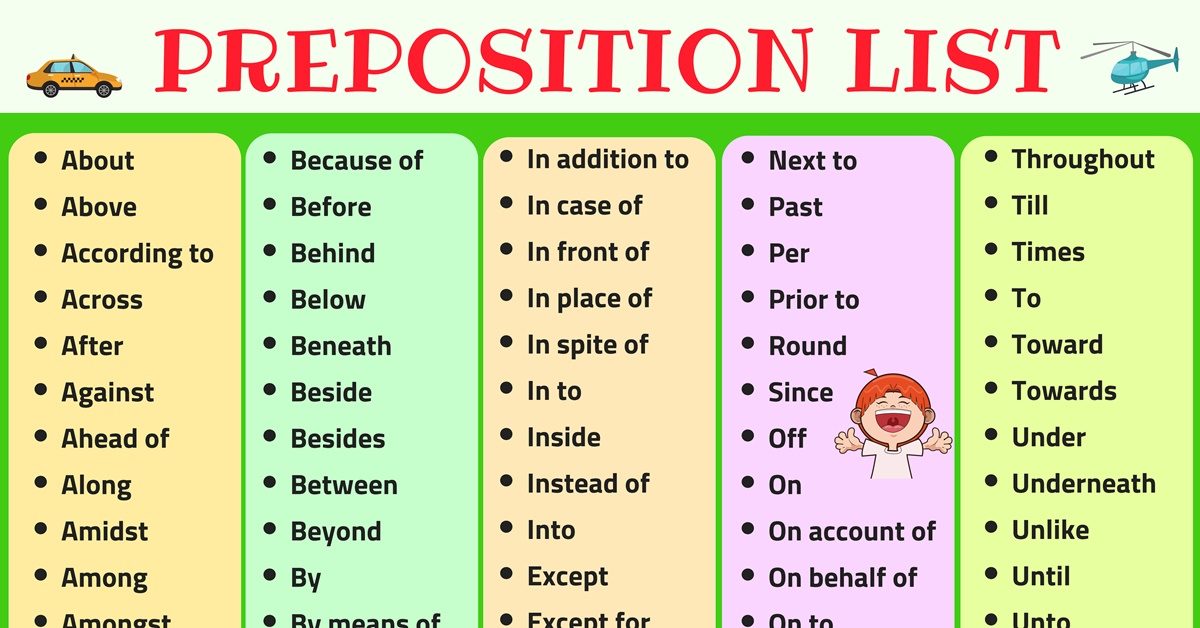 PREPOSITION LIST
About
Above
According to
Across
After
Against
Ahead of
Along
Amidst
Among
Amongst
Because of
Before
Behind
Below
Beneath
Beside
Besides
Between
Beyond
By
By means of
In addition to
In case of
In front of
In place of
In spite of
In to
Inside
Instead of
Into
Except
Except for
Next to
Past
Per
Prior to
Round
Since
Off
On
On account of
On behalf of
On to
Throughout
Till
Times
To
Toward
Towards
Under
Underneath
Unlike
Until
Unto